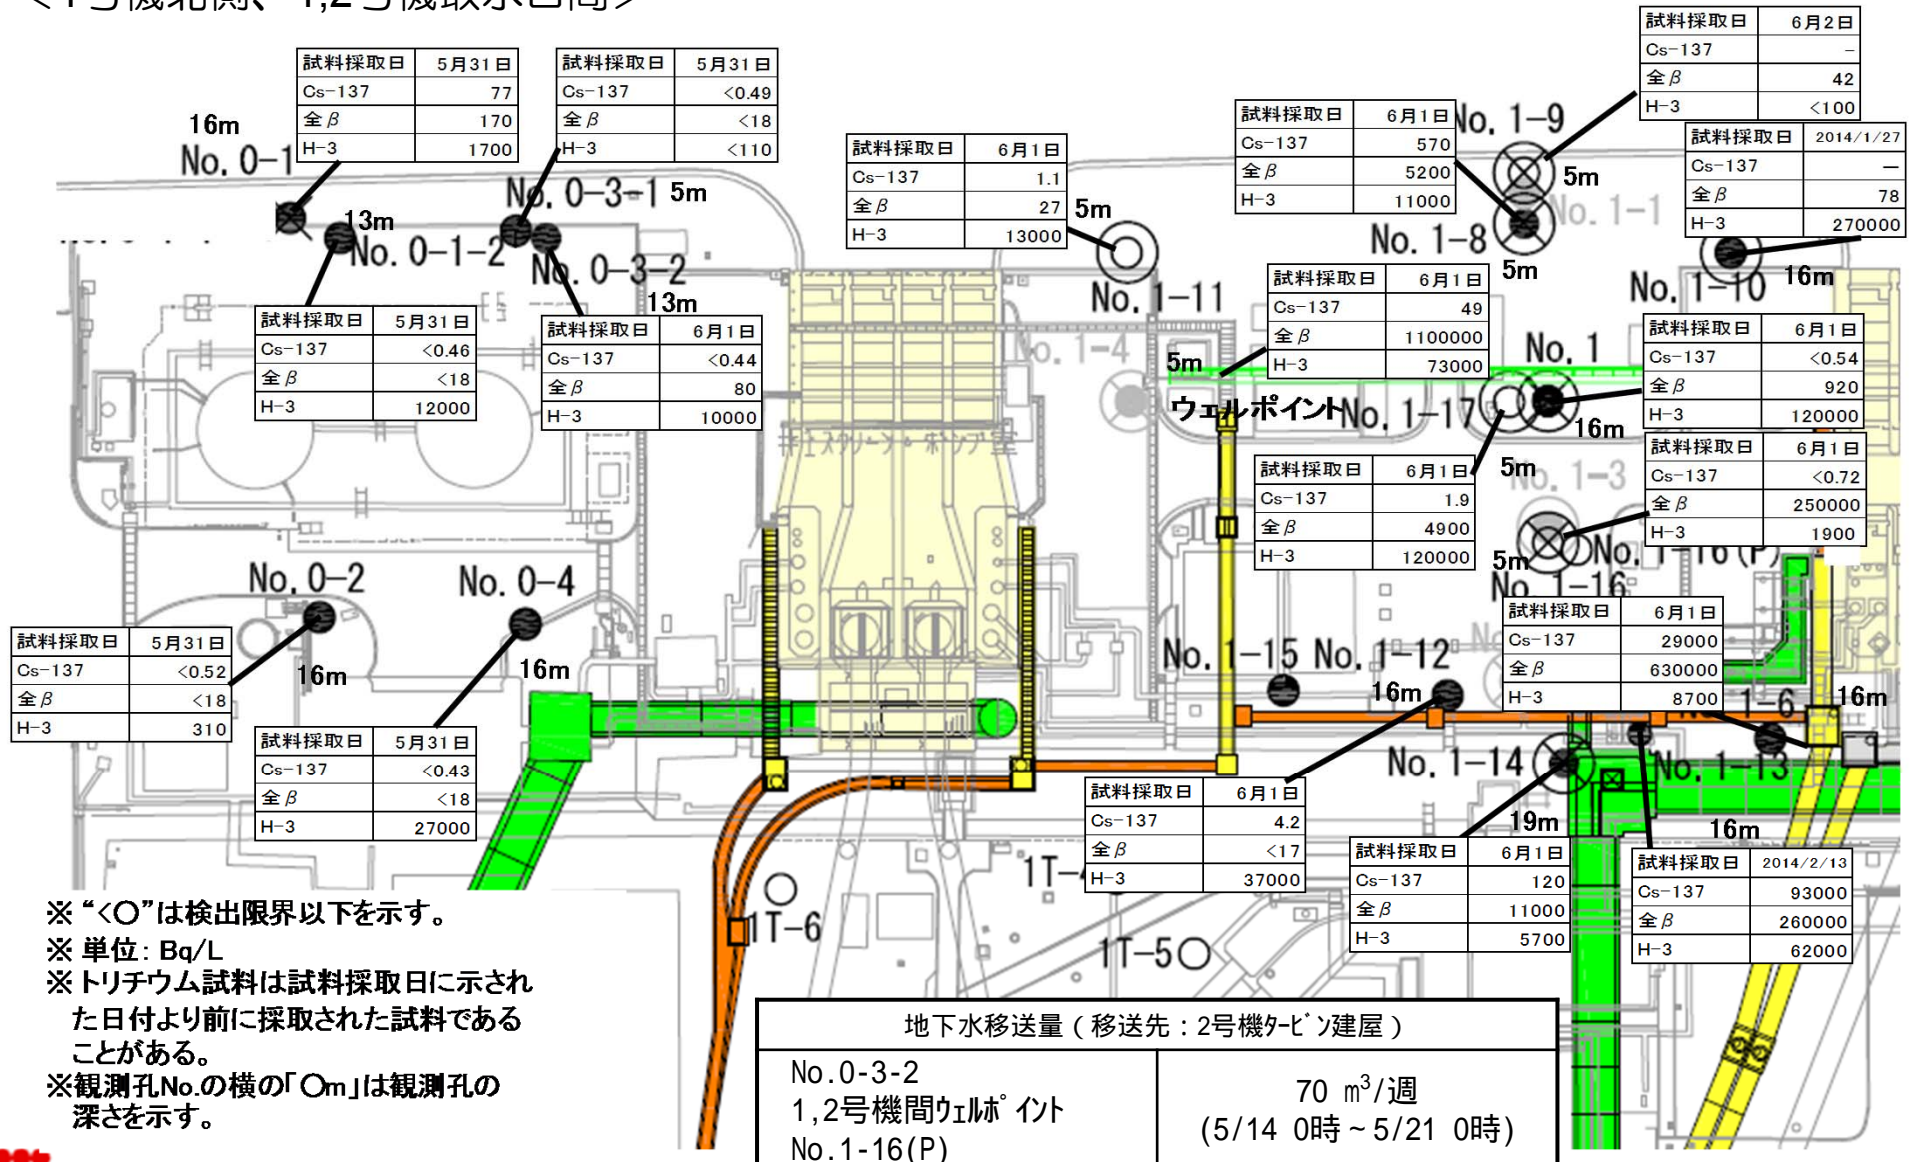 試料採取日 6月2日
Cs-137 -
全β 42
H-3 <100
試料採取日 5月31日
Cs-137 77
全β 170
H-3 1700
試料採取日 5月31日
Cs-137 <0.49
全β <18
H-3 <110
試料採取日 6月1日
Cs-137 570
全β 5200
H-3 11000
No. 1-9
5m
16m
No. 0-1
試料採取日 6月1日
Cs-137 1.1
全β 27
H-3 13000
試料採取日 2014/1/27
Cs-137 —
全β 78
H-3 270000
No. 0-3-1 5m
5m
No. 1-1
13m
No. 0-1-2
No. 0-3-2
13m
No. 1-8
5m
No. 1-11
No. 1-10
16m
試料採取日 6月1日
Cs-137 49
全β 1100000
H-3 73000
試料採取日 5月31日
Cs-137 <0.46
全β <18
H-3 12000
試料採取日 6月1日
Cs-137 <0.44
全β 80
H-3 10000
試料採取日 6月1日
Cs-137 <0.54
全β 920
H-3 120000
No. 1
5m
ウェルポイント
No. 1-17
16m
5m
試料採取日 6月1日
Cs-137 1.9
全β 4900
H-3 120000
試料採取日 6月1日
Cs-137 <0.72
全β 250000
H-3 1900
No. 1-3
5m
No. 1-16(P)
No. 1-16
No. 0-2
No. 0-4
16m
16m
試料採取日 5月31日
Cs-137 <0.52
全β <18
H-3 310
試料採取日 6月1日
Cs-137 29000
全β 630000
H-3 8700
No. 1-15
No. 1-12
16m
1-6
16m
試料採取日 5月31日
Cs-137 <0.43
全β <18
H-3 27000
No. 1-14
No. 1-13
19m
16m
試料採取日 6月1日
Cs-137 4.2
全β <17
H-3 37000
試料採取日 6月1日
Cs-137 120
全β 11000
H-3 5700
試料採取日 2014/2/13
Cs-137 93000
全β 260000
H-3 62000
1T-6
1T-5
※ “<○”は検出限界以下を示す。
※ 単位: Bq/L
※ トリチウム試料は試料採取日に示され
た日付より前に採取された試料である
ことがある。
※観測孔No.の横の「○m」は観測孔の
深さを示す。
地下水移送量(移送先:2号機タービン建屋)
No.0-3-2
1,2号機間ウェルポイント
No.1-16(P)
70 m³/週
(5/14 0時~5/21 0時)